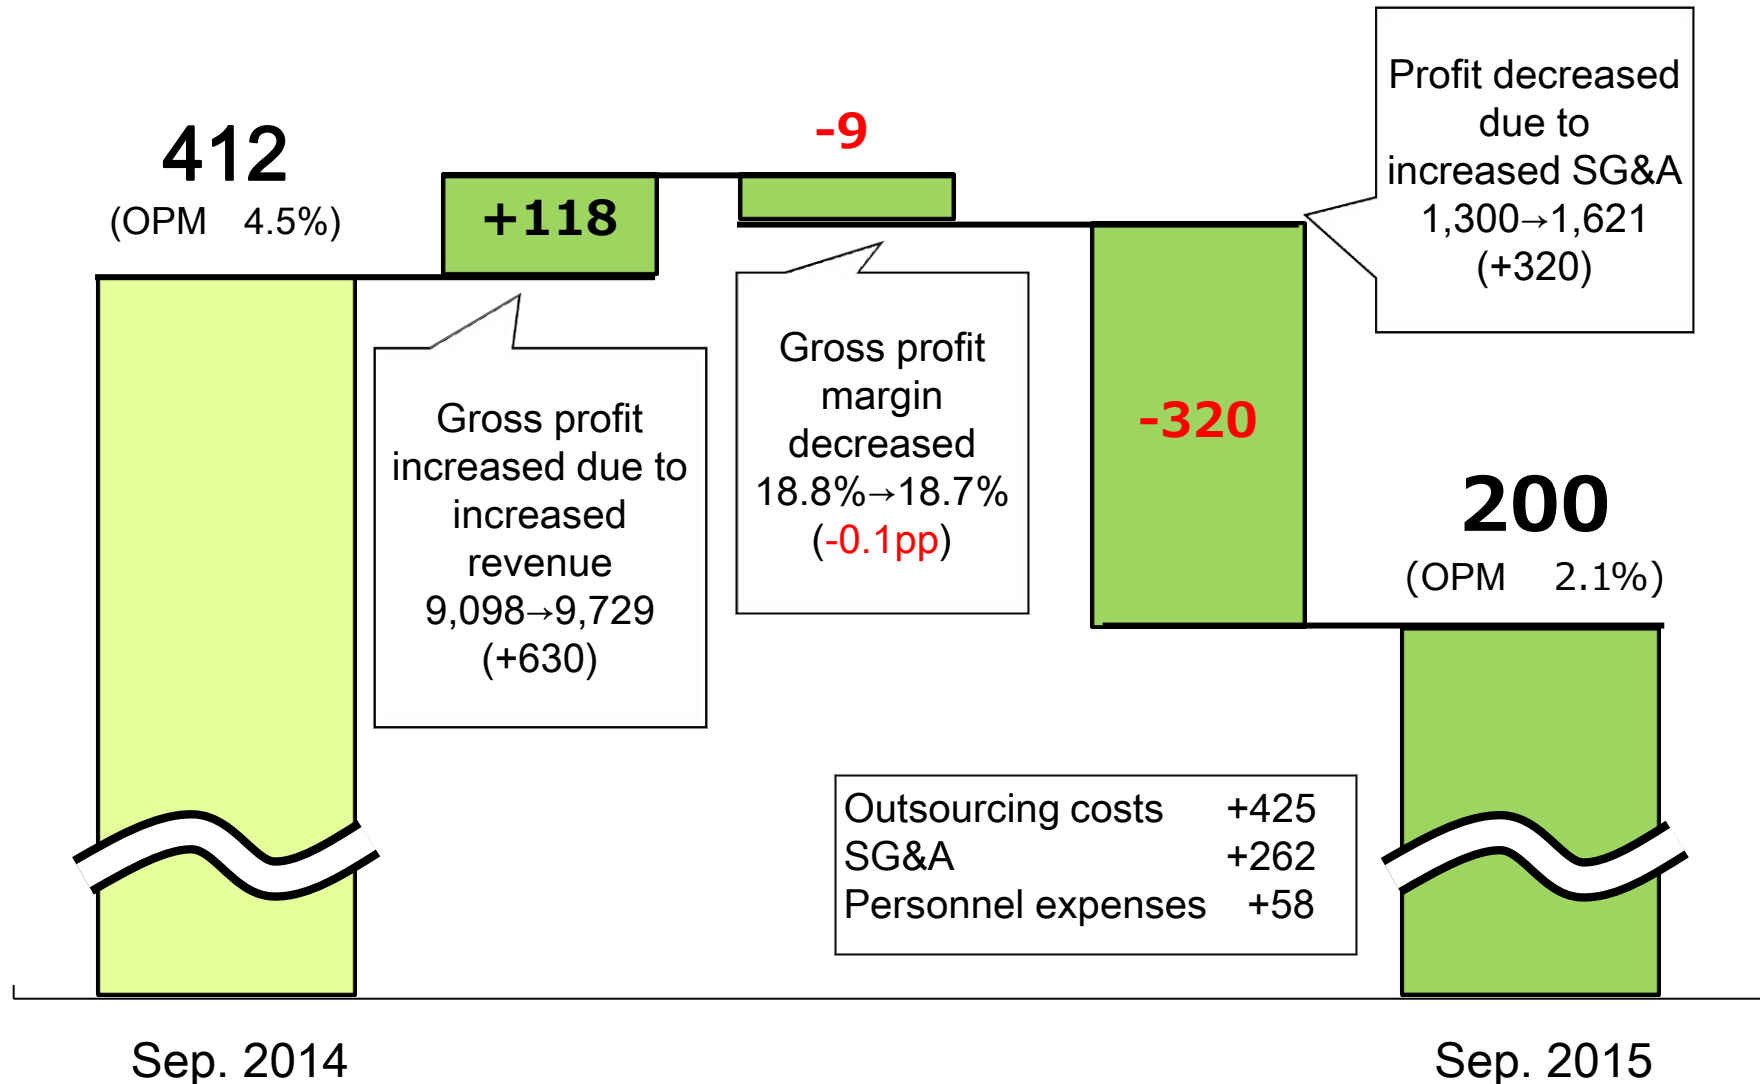 412
(OPM 4.5%)
+118
-9
Profit decreased
due to
increased SG&A
1,300→1,621
(+320)
Gross profit
increased due to
increased
revenue
9,098→9,729
(+630)
Gross profit
margin
decreased
18.8%→18.7%
(-0.1pp)
-320
200
(OPM 2.1%)
Outsourcing costs +425
SG&A +262
Personnel expenses +58
Sep. 2014
Sep. 2015